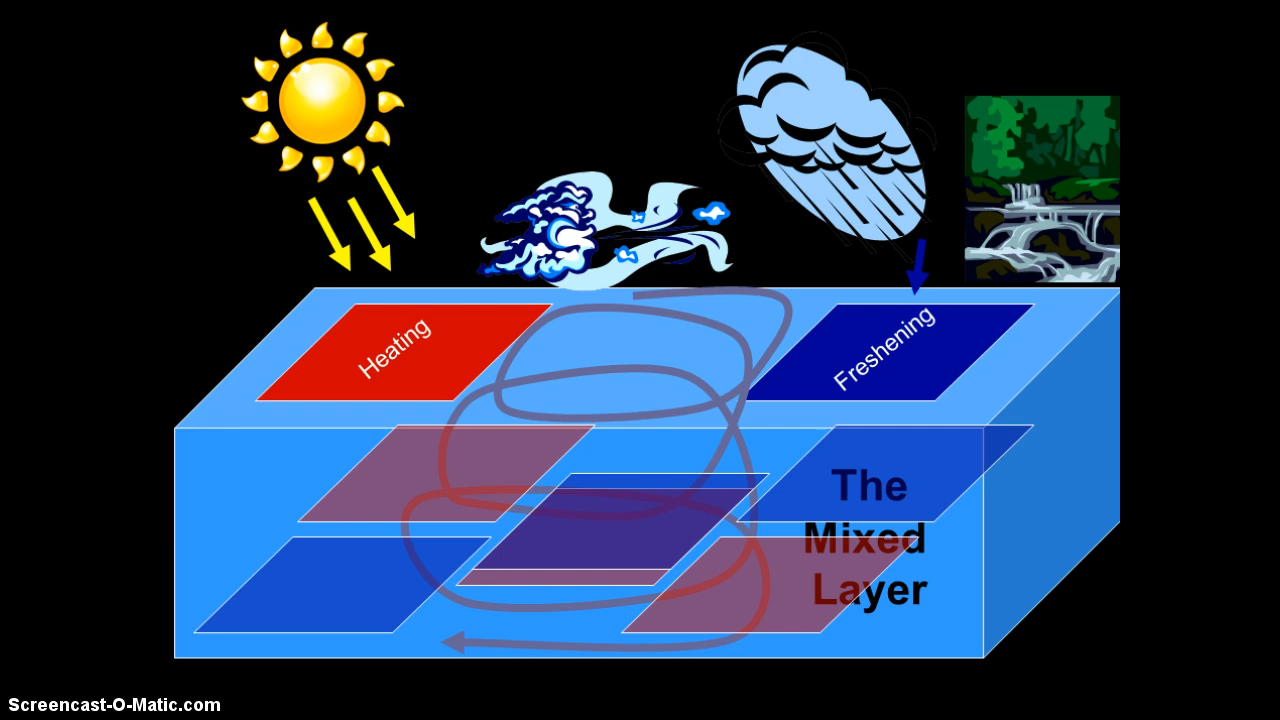 Heating
Freshening
The
Mixed
Layer
Screencast-O-Matic.com